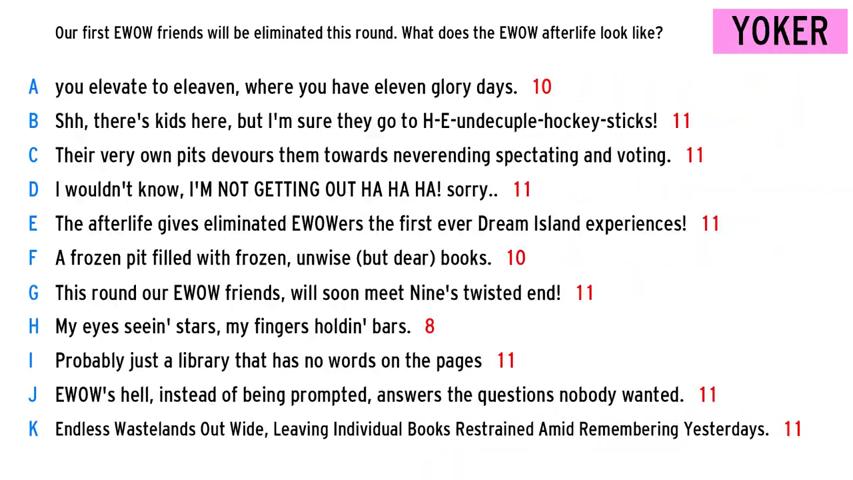 Our first EWOW friends will be eliminated this round. What does the EWOW afterlife look like?
YOKER
A you elevate to eleaven, where you have eleven glory days. 10
B Shh, there's kids here, but I'm sure they go to H-E-undecuple-hockey-sticks! 11
C Their very own pits devours them towards neverending spectating and voting. 11
D I wouldn't know, I'M NOT GETTING OUT HA HA HA! sorry.. 11
E The afterlife gives eliminated EWOWers the first ever Dream Island experiences! 11
F A frozen pit filled with frozen, unwise (but dear) books. 10
G This round our EWOW friends, will soon meet Nine's twisted end! 11
H My eyes seein' stars, my fingers holdin' bars. 8
I Probably just a library that has no words on the pages 11
J EWOW's hell, instead of being prompted, answers the questions nobody wanted. 11
K Endless Wastelands Out Wide, Leaving Individual Books Restrained Amid Remembering Yesterdays. 11